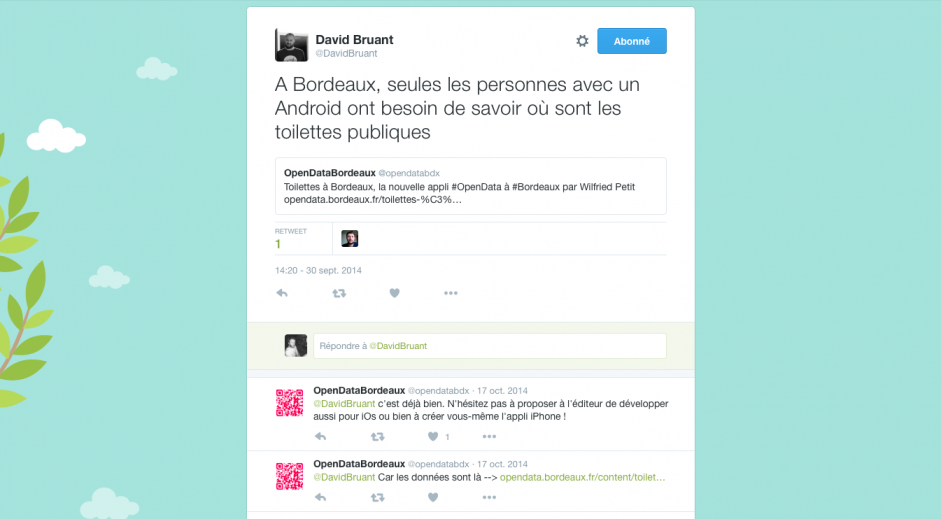 David Bruant
@DavidBruant
Abonné
A Bordeaux, seules les personnes avec un
Android ont besoin de savoir où sont les
toilettes publiques
OpenDataBordeaux @opendatabdx
Toilettes à Bordeaux, la nouvelle appli #OpenData à #Bordeaux par Wilfried Petit
opendata.bordeaux.fr/toilettes-%C3%…
RETWEET
1
14:20 - 30 sept. 2014
Répondre à @DavidBruant
OpenDataBordeaux @opendatabdx · 17 oct. 2014
@DavidBruant c'est déjà bien. N'hésitez pas à proposer à l'éditeur de développer
aussi pour iOs ou bien à créer vous-même l'appli iPhone !
1
OpenDataBordeaux @opendatabdx · 17 oct. 2014
@DavidBruant Car les données sont là --> opendata.bordeaux.fr/content/toilet…